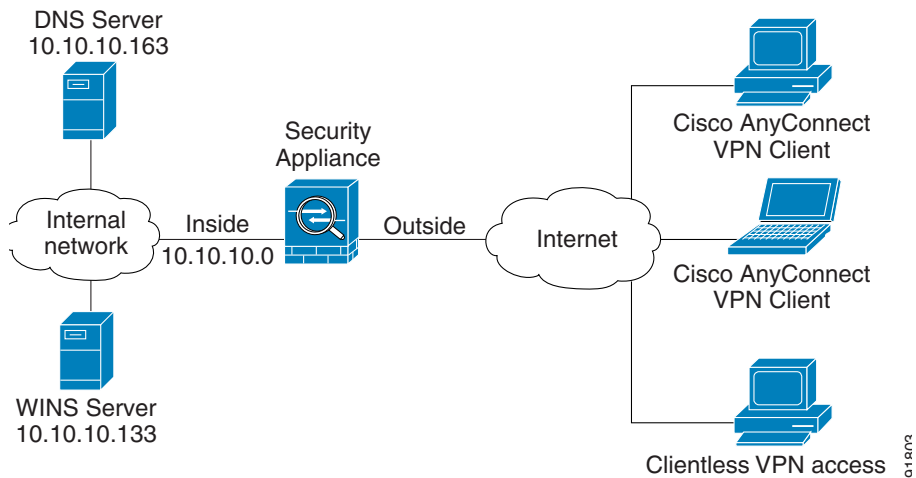 DNS Server
10.10.10.163
Security
Appliance
Internal
network
Inside
10.10.10.0
Outside
Internet
Cisco AnyConnect
VPN Client
Cisco AnyConnect
VPN Client
WINS Server
10.10.10.133
Clientless VPN access
91803